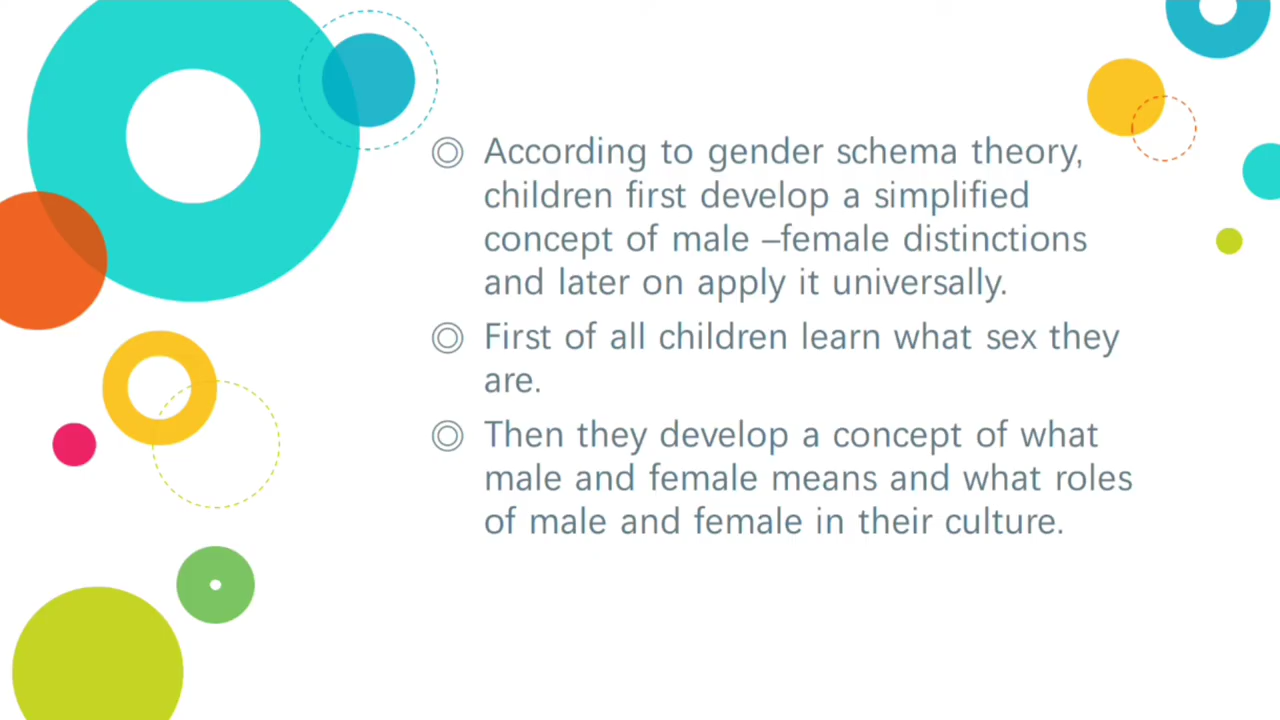 According to gender schema theory,
children first develop a simplified
concept of male –female distinctions
and later on apply it universally.
First of all children learn what sex they
are.
Then they develop a concept of what
male and female means and what roles
of male and female in their culture.